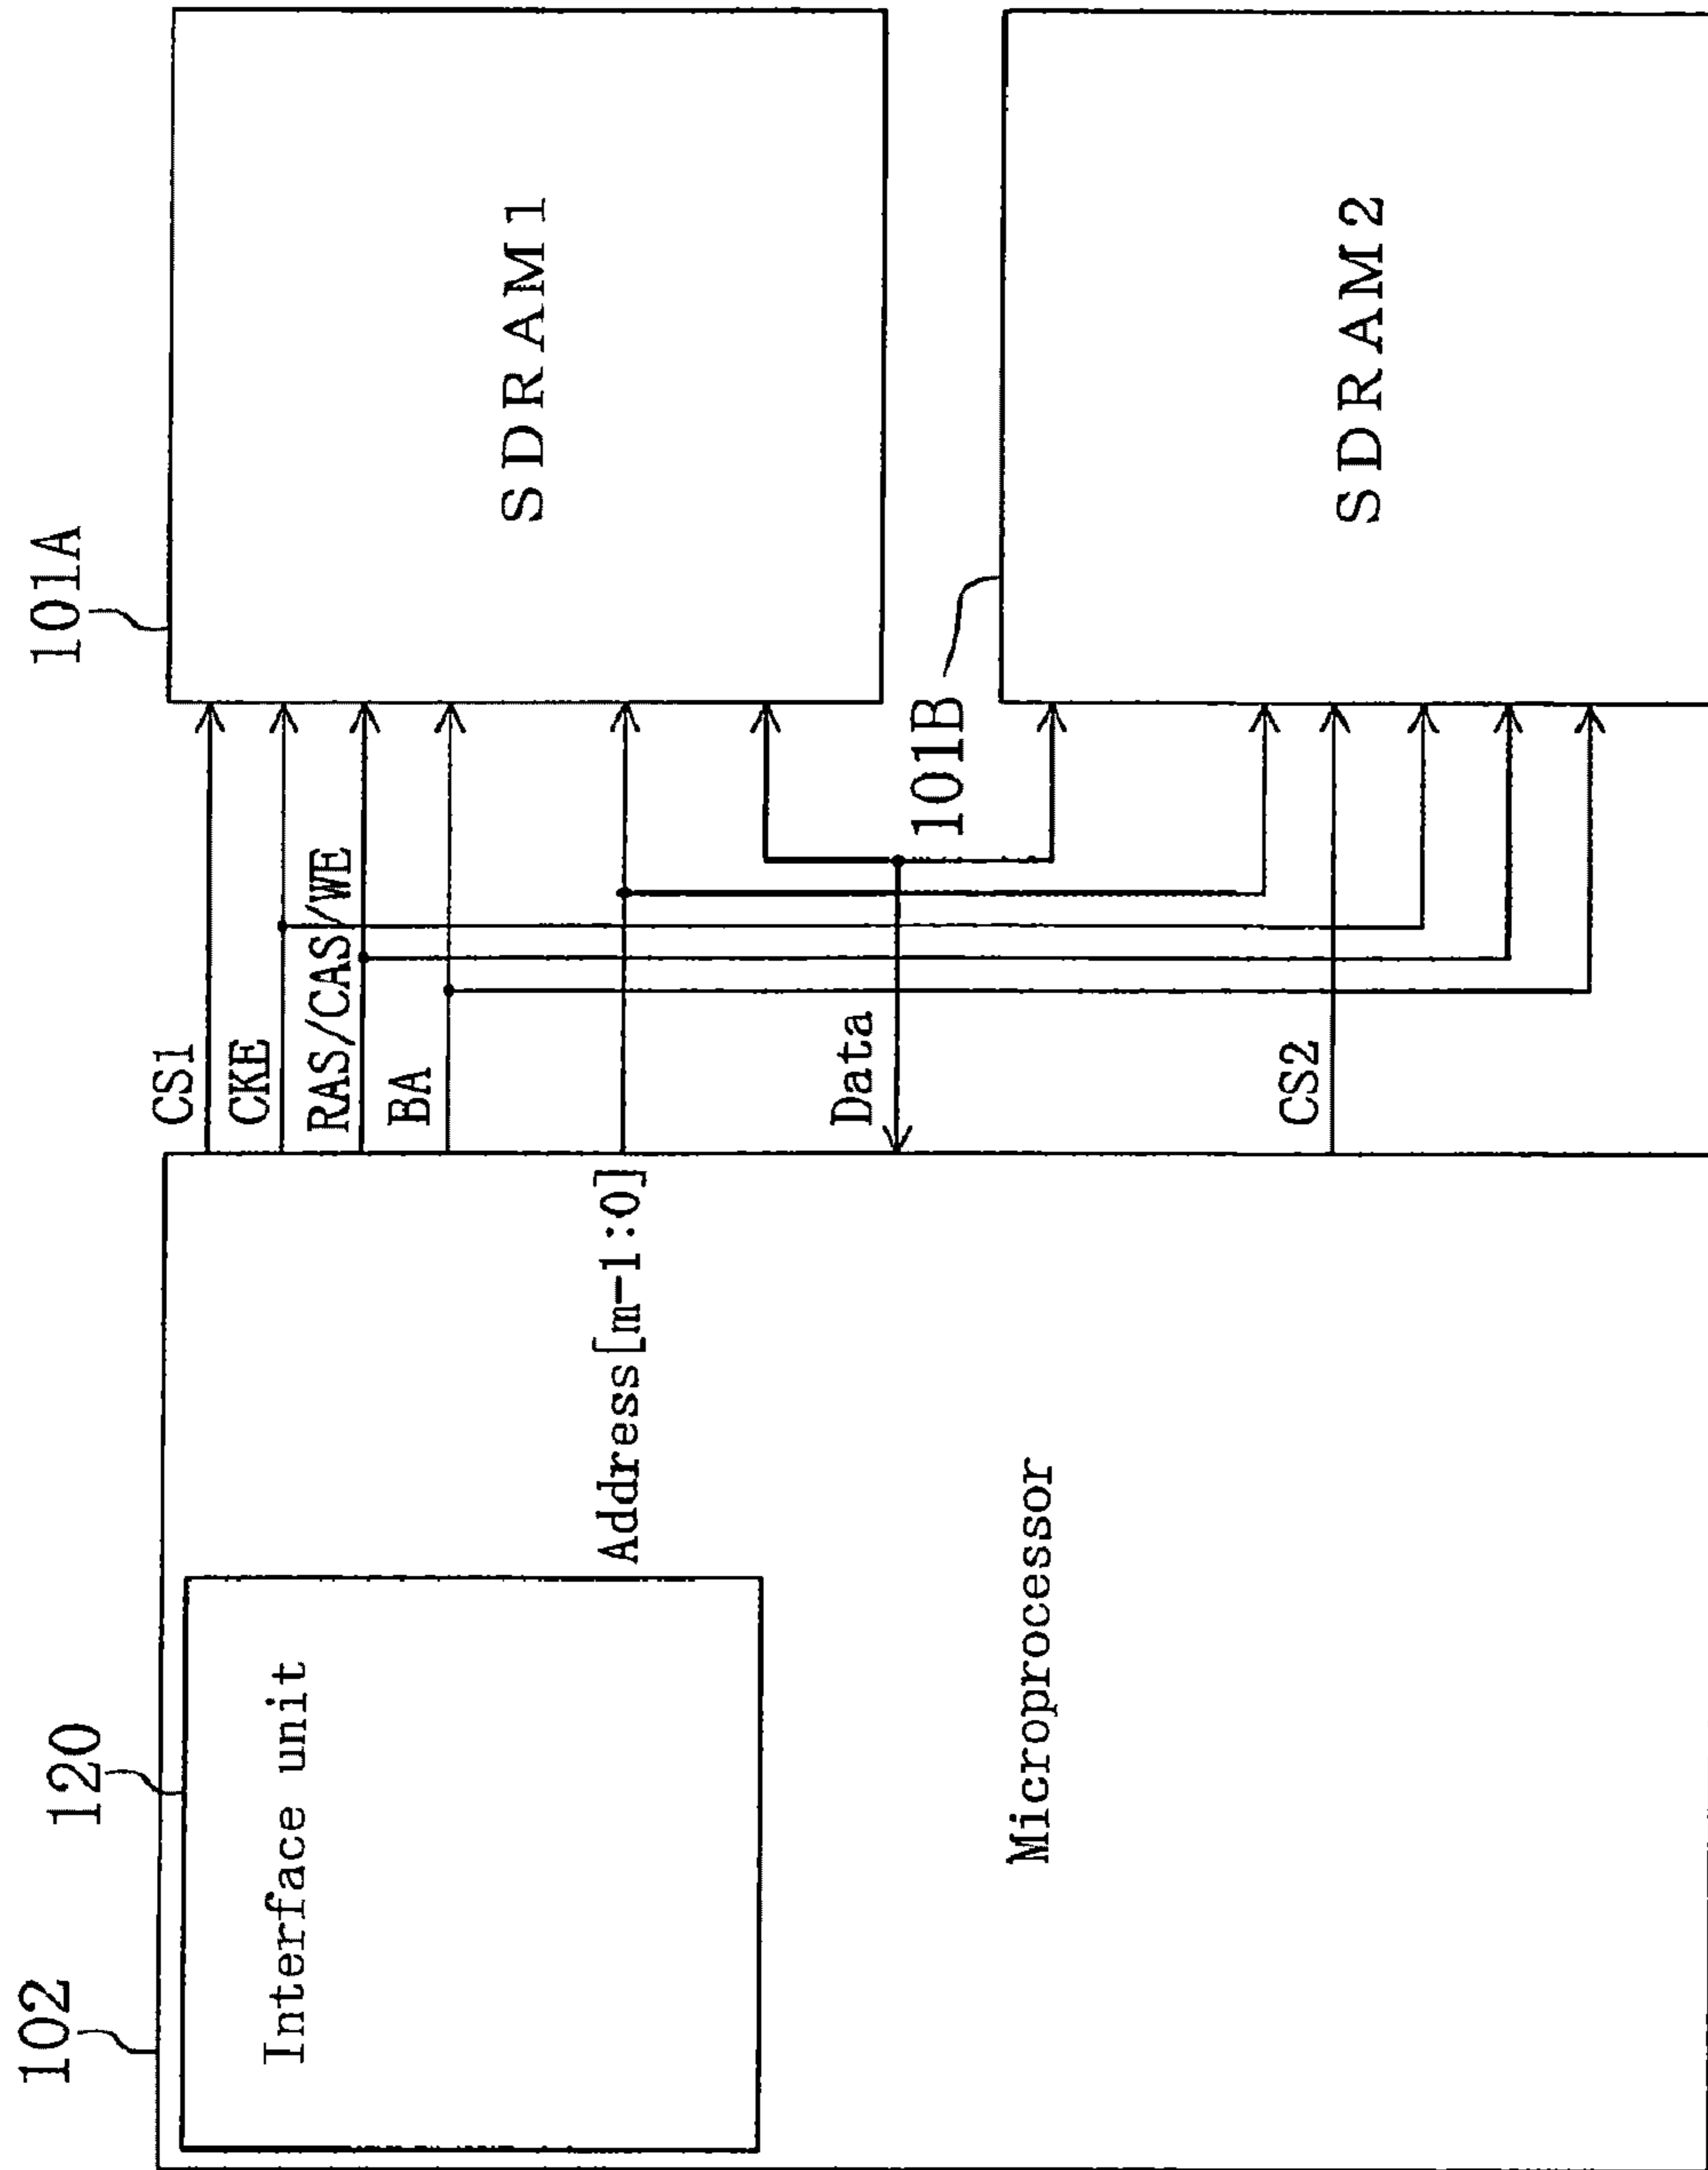 102
120
Interface unit
Microprocessor
Address[m-1:0]
CS1
CKE
RAS/CAS/WE
BA
Data
CS2
101A
SDRAM1
101B
SDRAM2